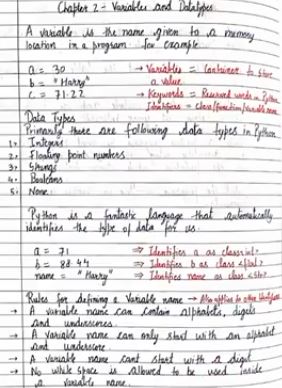 Chapter 2 - Variables and Datatypes
A variable is the name given to a memory
location in a program. for example
a = 30 → Variables = Container to store
b = "Harry" a value
c = 71.22 → Keywords = Reserved words in Python
Identifiers = class/function/variable name
Data Types
Primarily there are following data types in Python
1. Integers
2. Floating point numbers
3. Strings
4. Booleans
5. None
Python is a fantastic language that automatically
identifies the type of data for us.
a = 71 ⇒ Identifies a as class int
b = 88.44 ⇒ Identifies b as class float
name = "Harry" ⇒ Identifies name as class <Str>
Rules for defining a Variable name → Also applies to other Identifiers
→ A variable name can contain alphabets, digits
and underscores.
→ A variable name can only start with an alphabet
and underscore.
→ A variable name cant start with a digit
→ No while space is allowed to be used inside
a variable name.